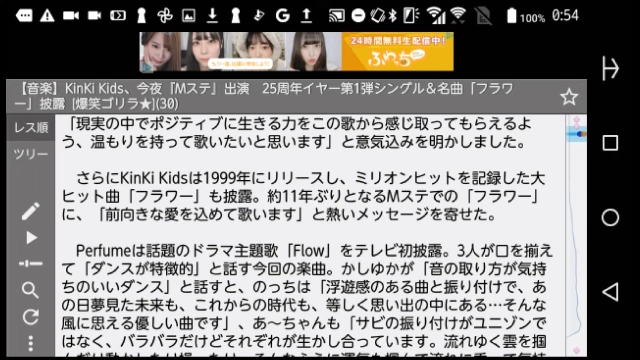 100% 0:54
24時間無料生配信中!
ふわっち
【音楽】KinKi Kids、今夜『Mステ』出演　25周年イヤー第1弾シングル＆名曲「フラワ
ー」披露 [爆笑ゴリラ★](30)
レス順
ツリー
「現実の中でポジティブに生きる力をこの歌から感じ取ってもらえるよ
う、温もりを持って歌いたいと思います」と意気込みを明かしました。
さらにKinKi Kidsは1999年にリリースし、ミリオンヒットを記録した大
ヒット曲「フラワー」も披露。約11年ぶりとなるMステでの「フラワー」
に、「前向きな愛を込めて歌います」と熱いメッセージを寄せた。
Perfumeは話題のドラマ主題歌「Flow」をテレビ初披露。3人が口を揃え
て「ダンスが特徴的」と話す今回の楽曲。かしゆかが「音の取り方が気持
ちのいいダンス」と話すと、のっちは「浮遊感のある曲と振り付けで、あ
の日夢見た未来も、これからの時代も、等しく思い出の中にある…そんな
風に思える優しい曲です」、あ～ちゃんも「サビの振り付けがユニゾンで
はなく、バラバラだけどそれぞれが生かし合っています。流れゆく雲を掴